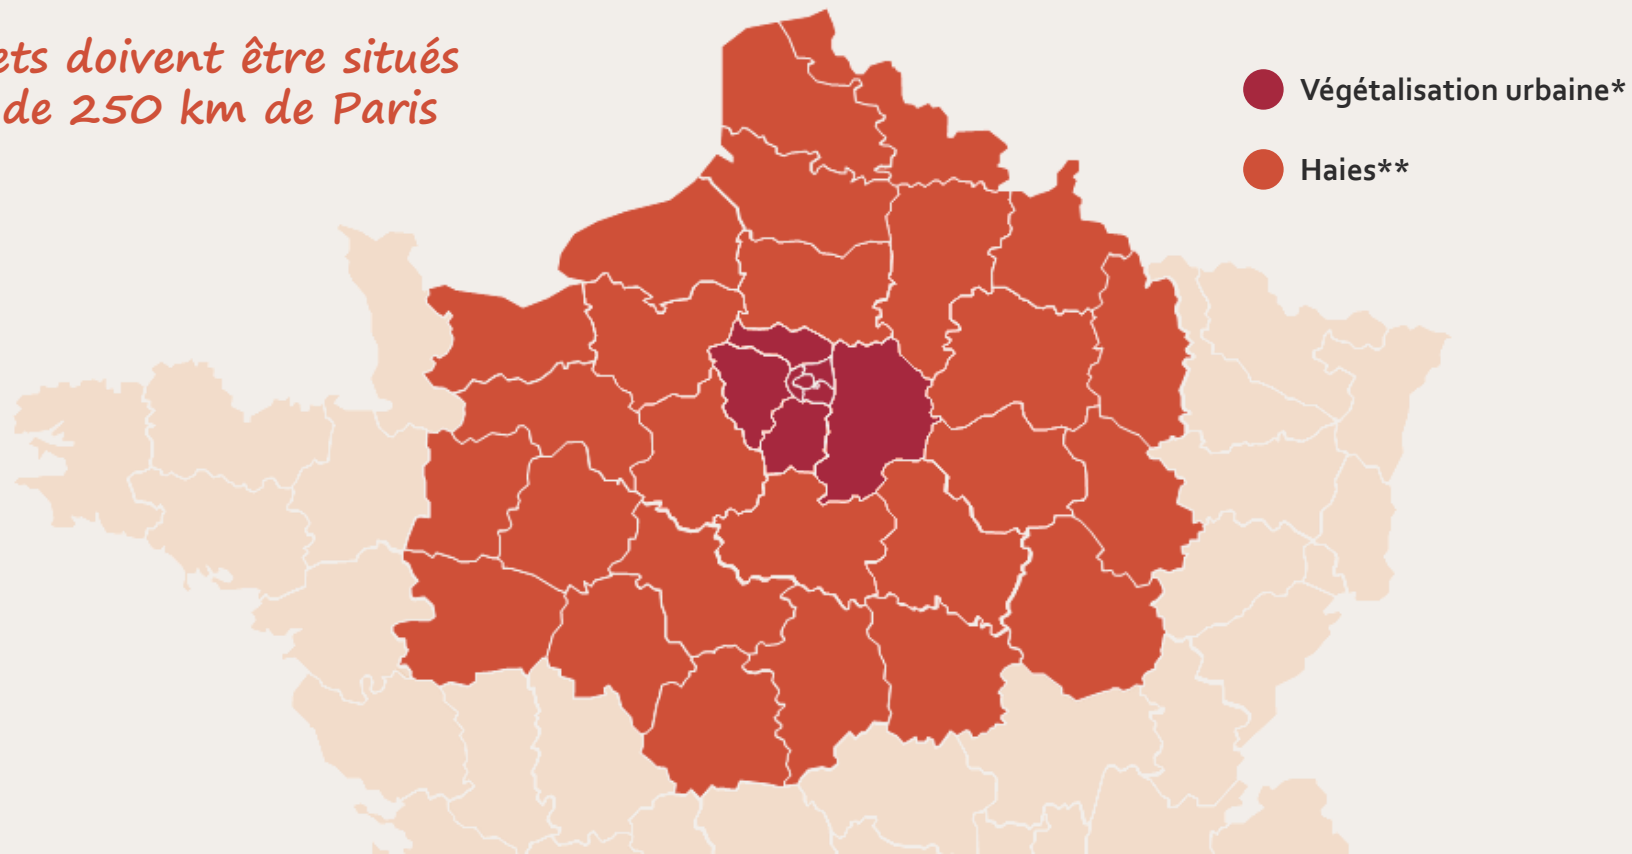 ets doivent être situés
de 250 km de Paris
Végétalisation urbaine*
Haies**